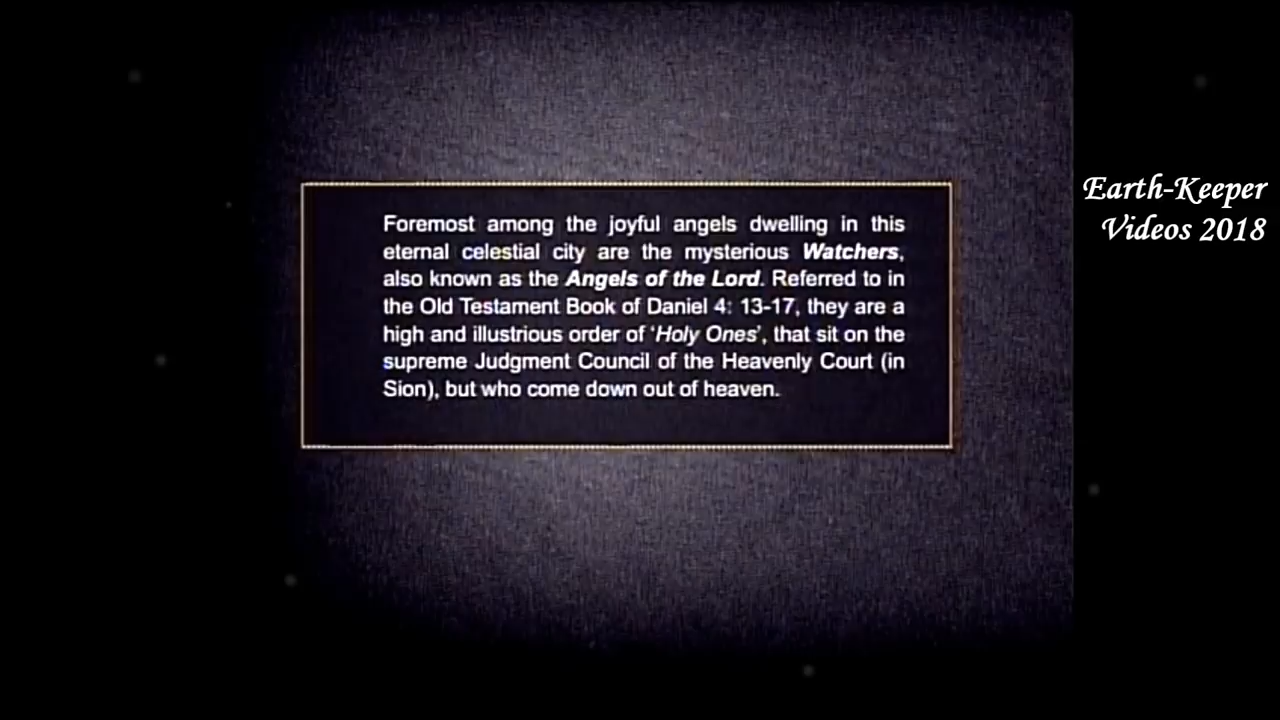 Foremost among the joyful angels dwelling in this
eternal celestial city are the mysterious Watchers,
also known as the Angels of the Lord. Referred to in
the Old Testament Book of Daniel 4: 13-17, they are a
high and illustrious order of ‘Holy Ones’, that sit on the
supreme Judgment Council of the Heavenly Court (in
Sion), but who come down out of heaven.
Earth-Keeper
Videos 2018